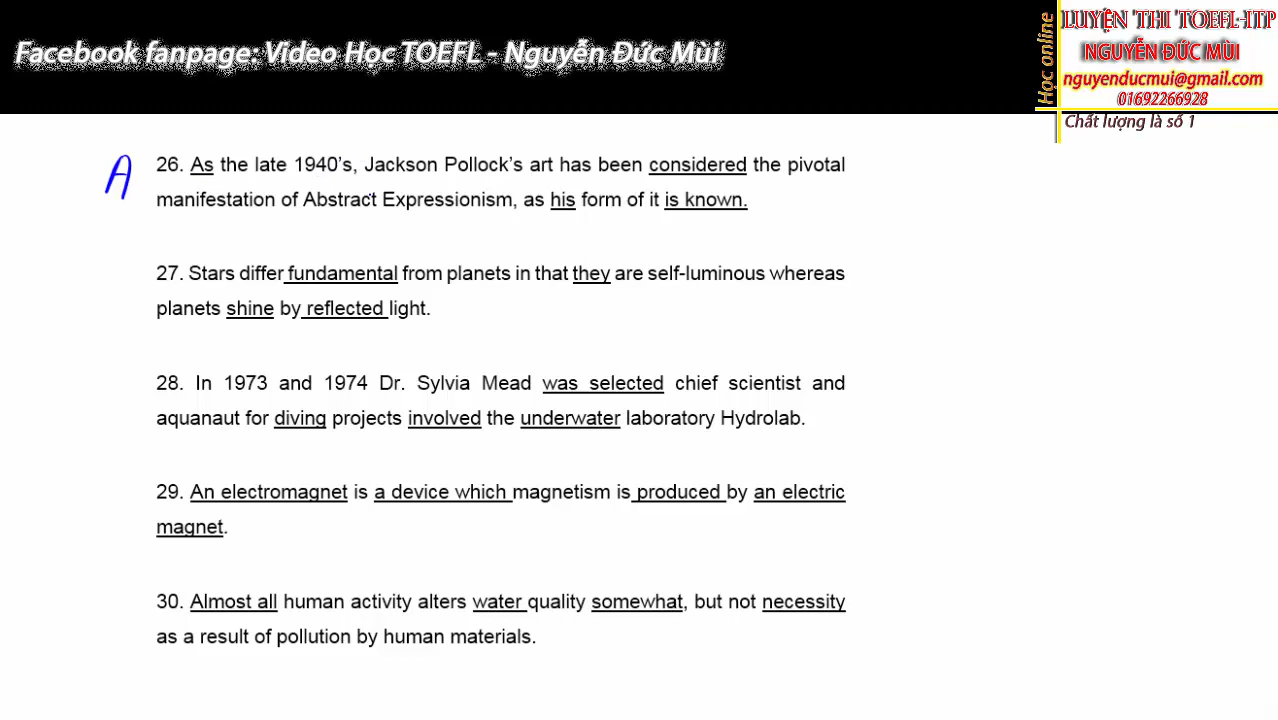 Facebook fanpage: Video Học TOEFL - Nguyễn Đức Mùi
Học online
LUYỆN THI TOEFL-ITP
NGUYỄN ĐỨC MÙI
nguyenducmui@gmail.com
01692266928
Chất lượng là số 1
A
26. As the late 1940's, Jackson Pollock's art has been considered the pivotal
manifestation of Abstract Expressionism, as his form of it is known.
27. Stars differ fundamental from planets in that they are self-luminous whereas
planets shine by reflected light.
28. In 1973 and 1974 Dr. Sylvia Mead was selected chief scientist and
aquanaut for diving projects involved the underwater laboratory Hydrolab.
29. An electromagnet is a device which magnetism is produced by an electric
magnet.
30. Almost all human activity alters water quality somewhat, but not necessity
as a result of pollution by human materials.